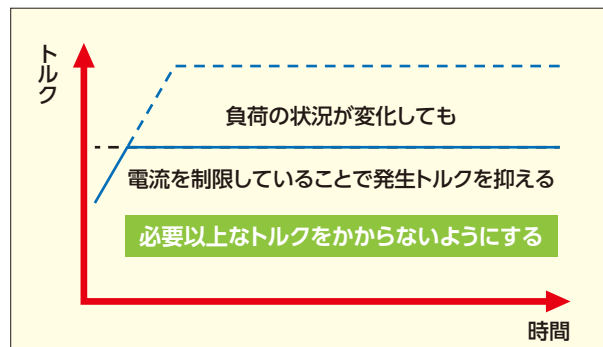 トルク
負荷の状況が変化しても
電流を制限していることで発生トルクを抑える
必要以上なトルクをかからないようにする
時間